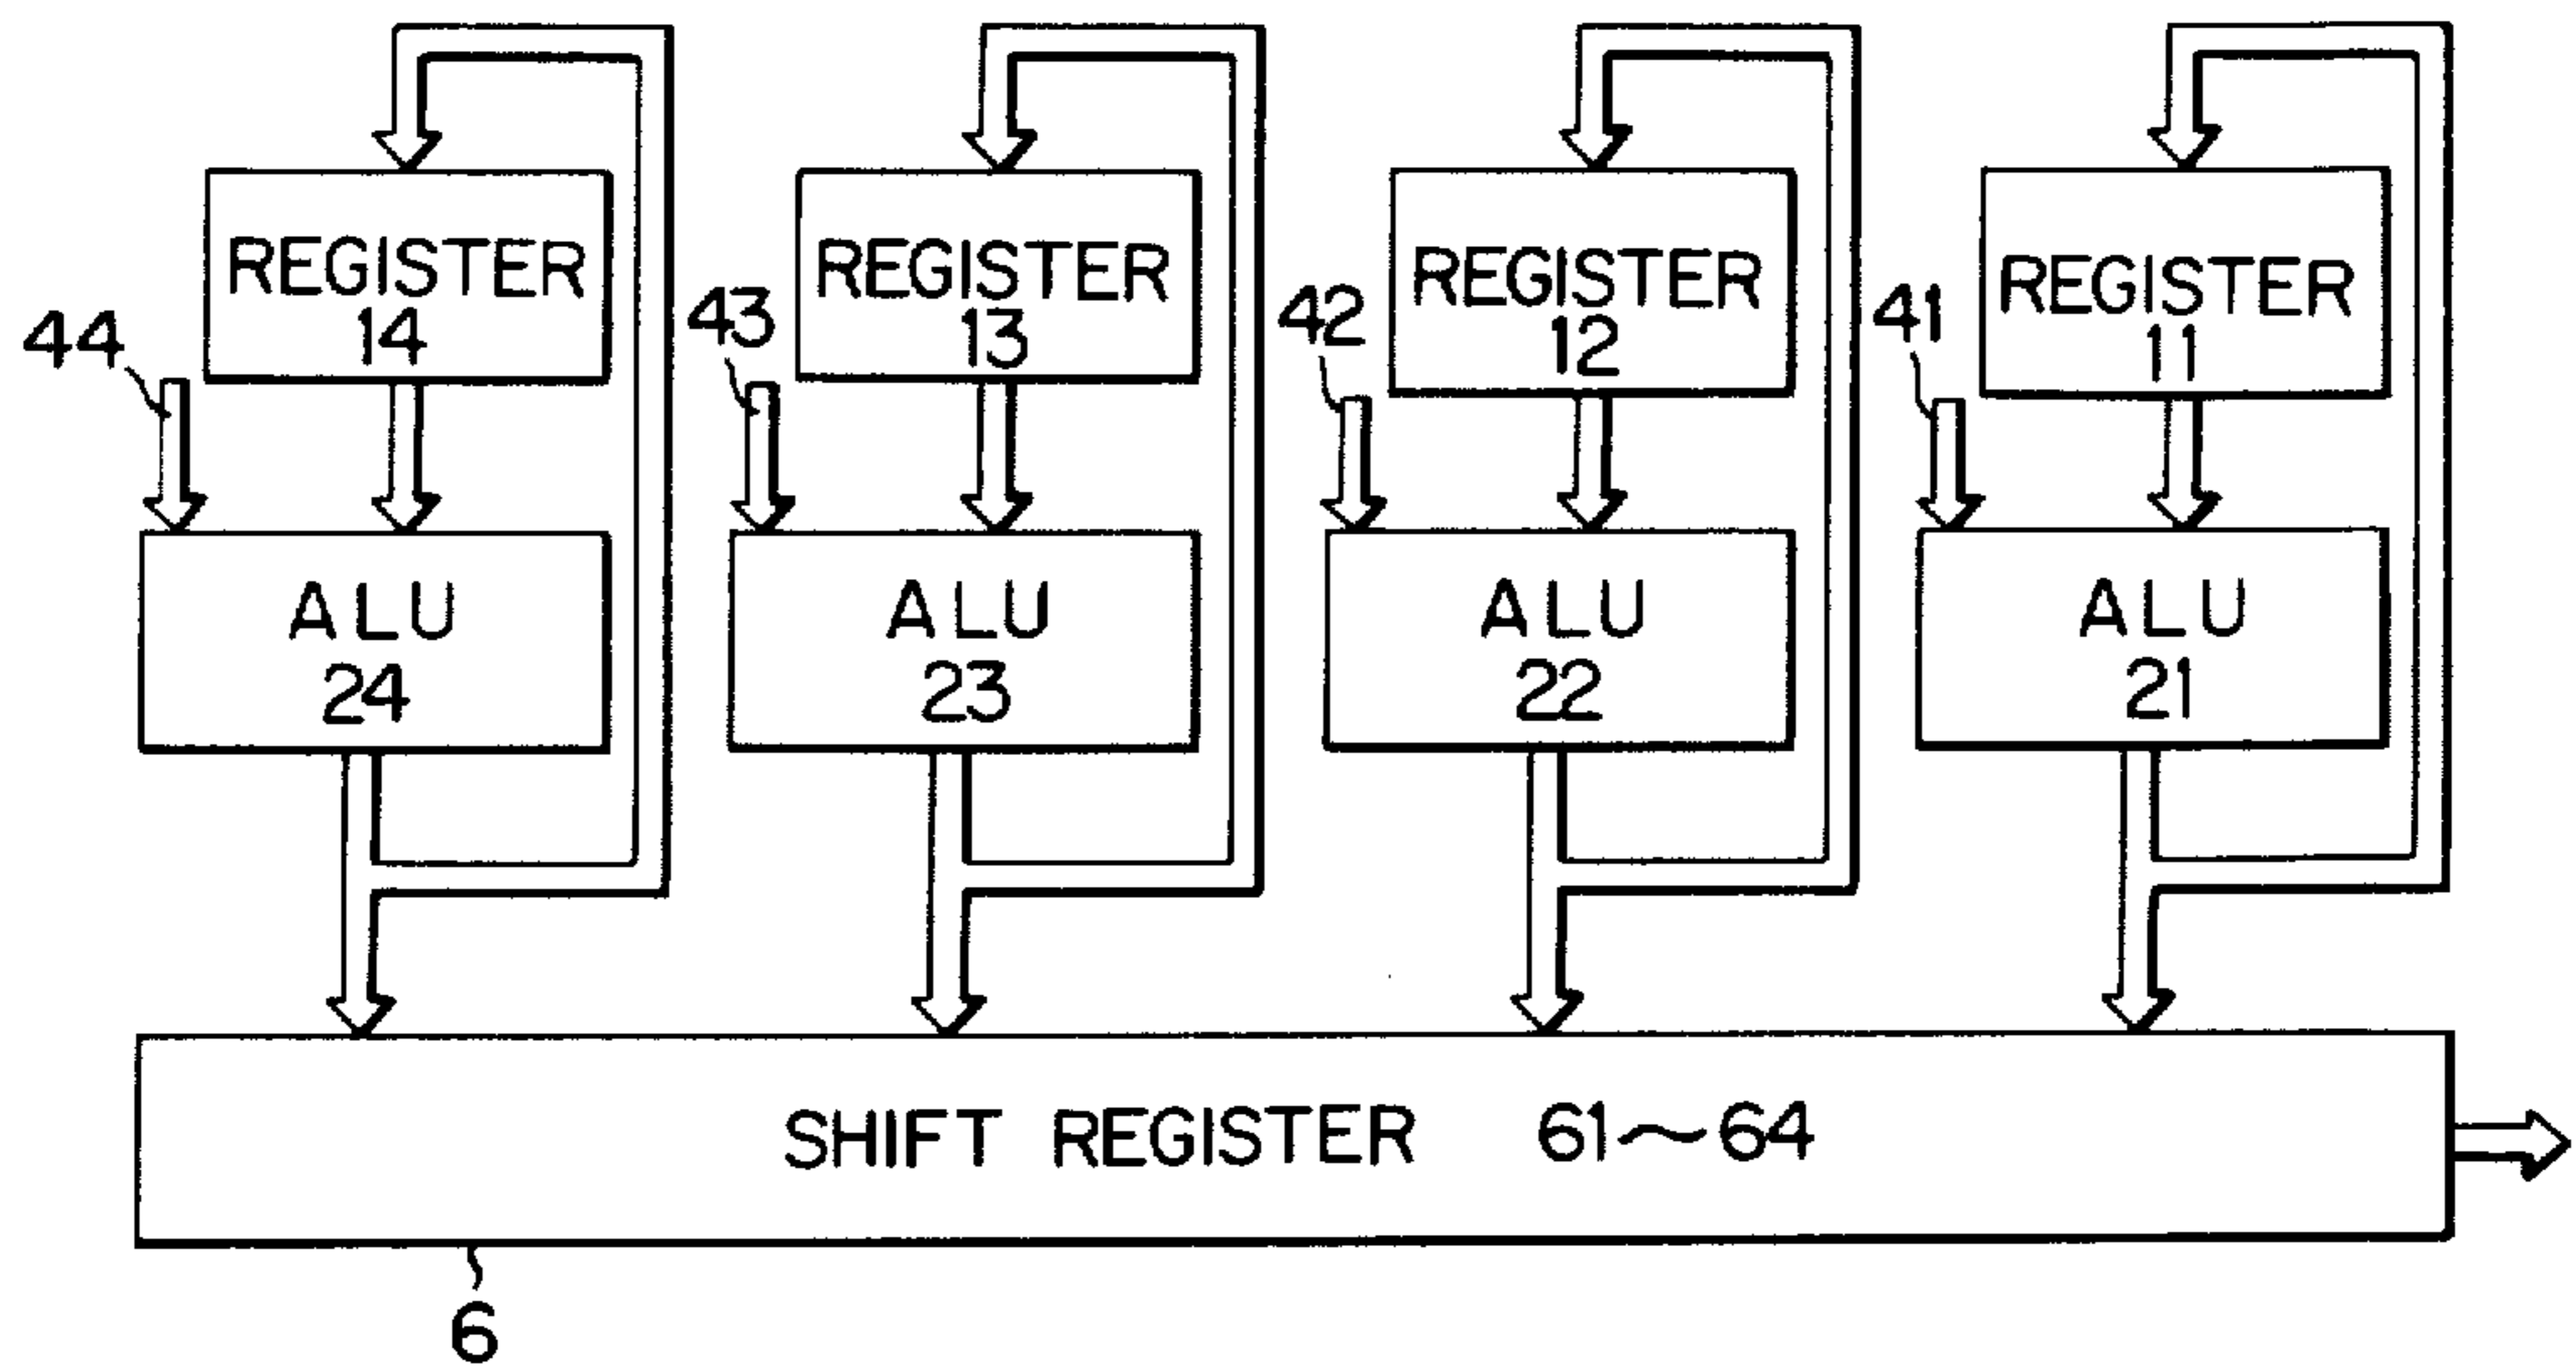 REGISTER
14
REGISTER
13
REGISTER
12
REGISTER
11
44
43
42
41
ALU
24
ALU
23
ALU
22
ALU
21
SHIFT REGISTER 61~64
6